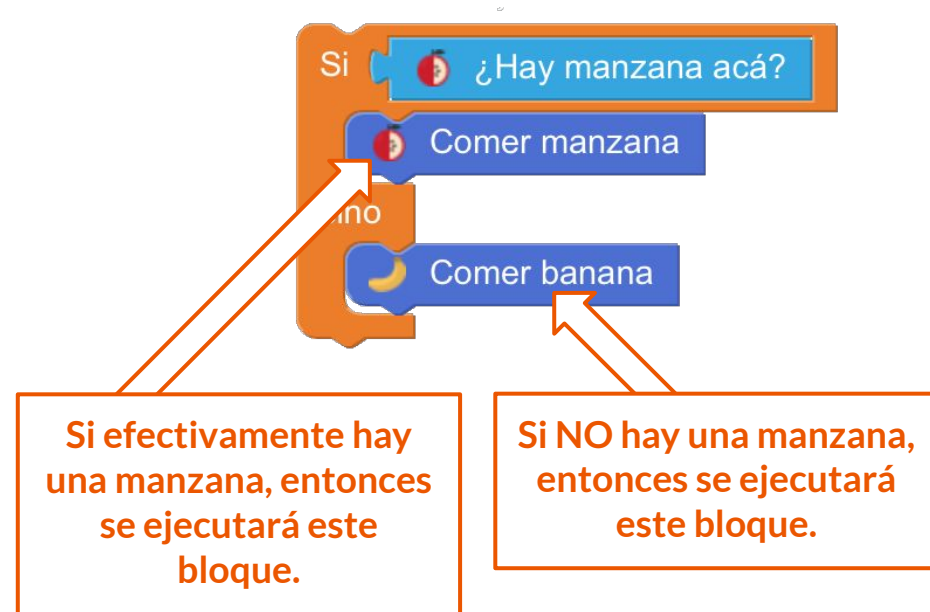 Si ¿Hay manzana acá?
Comer manzana
ino
Comer banana
Si efectivamente hay
una manzana, entonces
se ejecutará este
bloque.
Si NO hay una manzana,
entonces se ejecutará
este bloque.